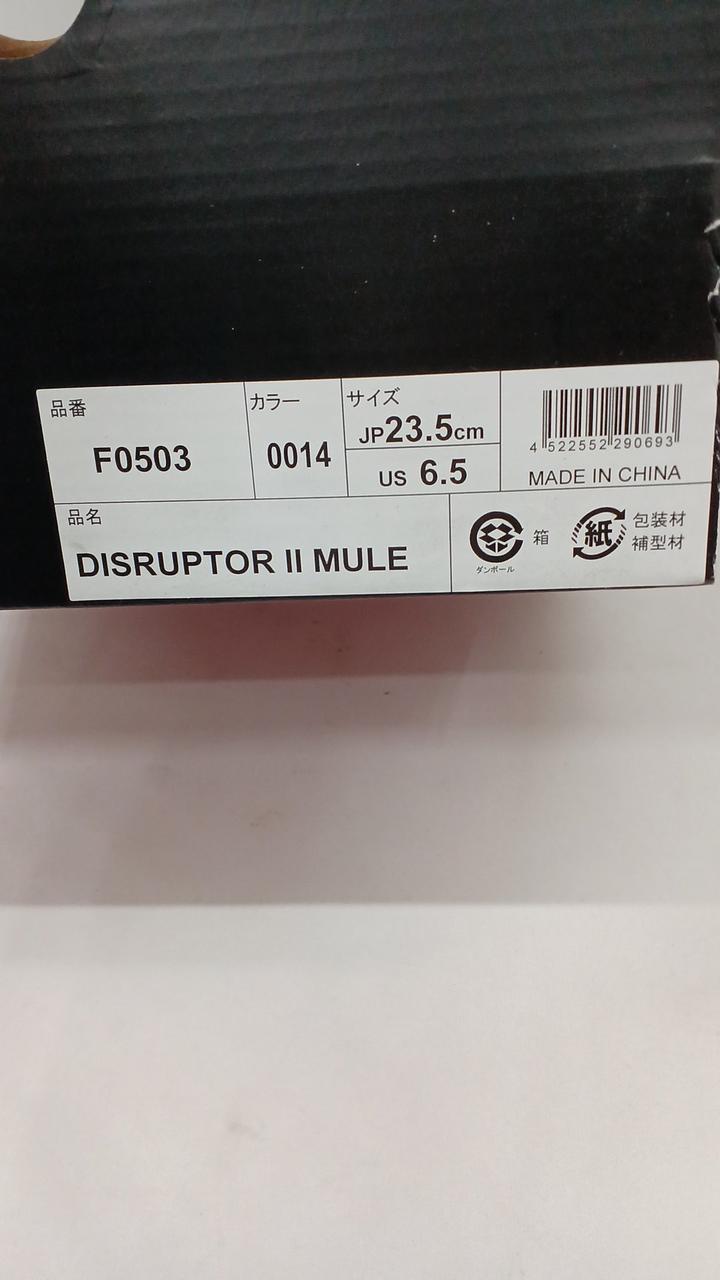 品番
カラー
サイズ
F0503
0014
JP23.5cm
US 6.5
4 522552 290693
MADE IN CHINA
品名
DISRUPTOR II MULE
ダンボール
箱
紙
包装材
補型材